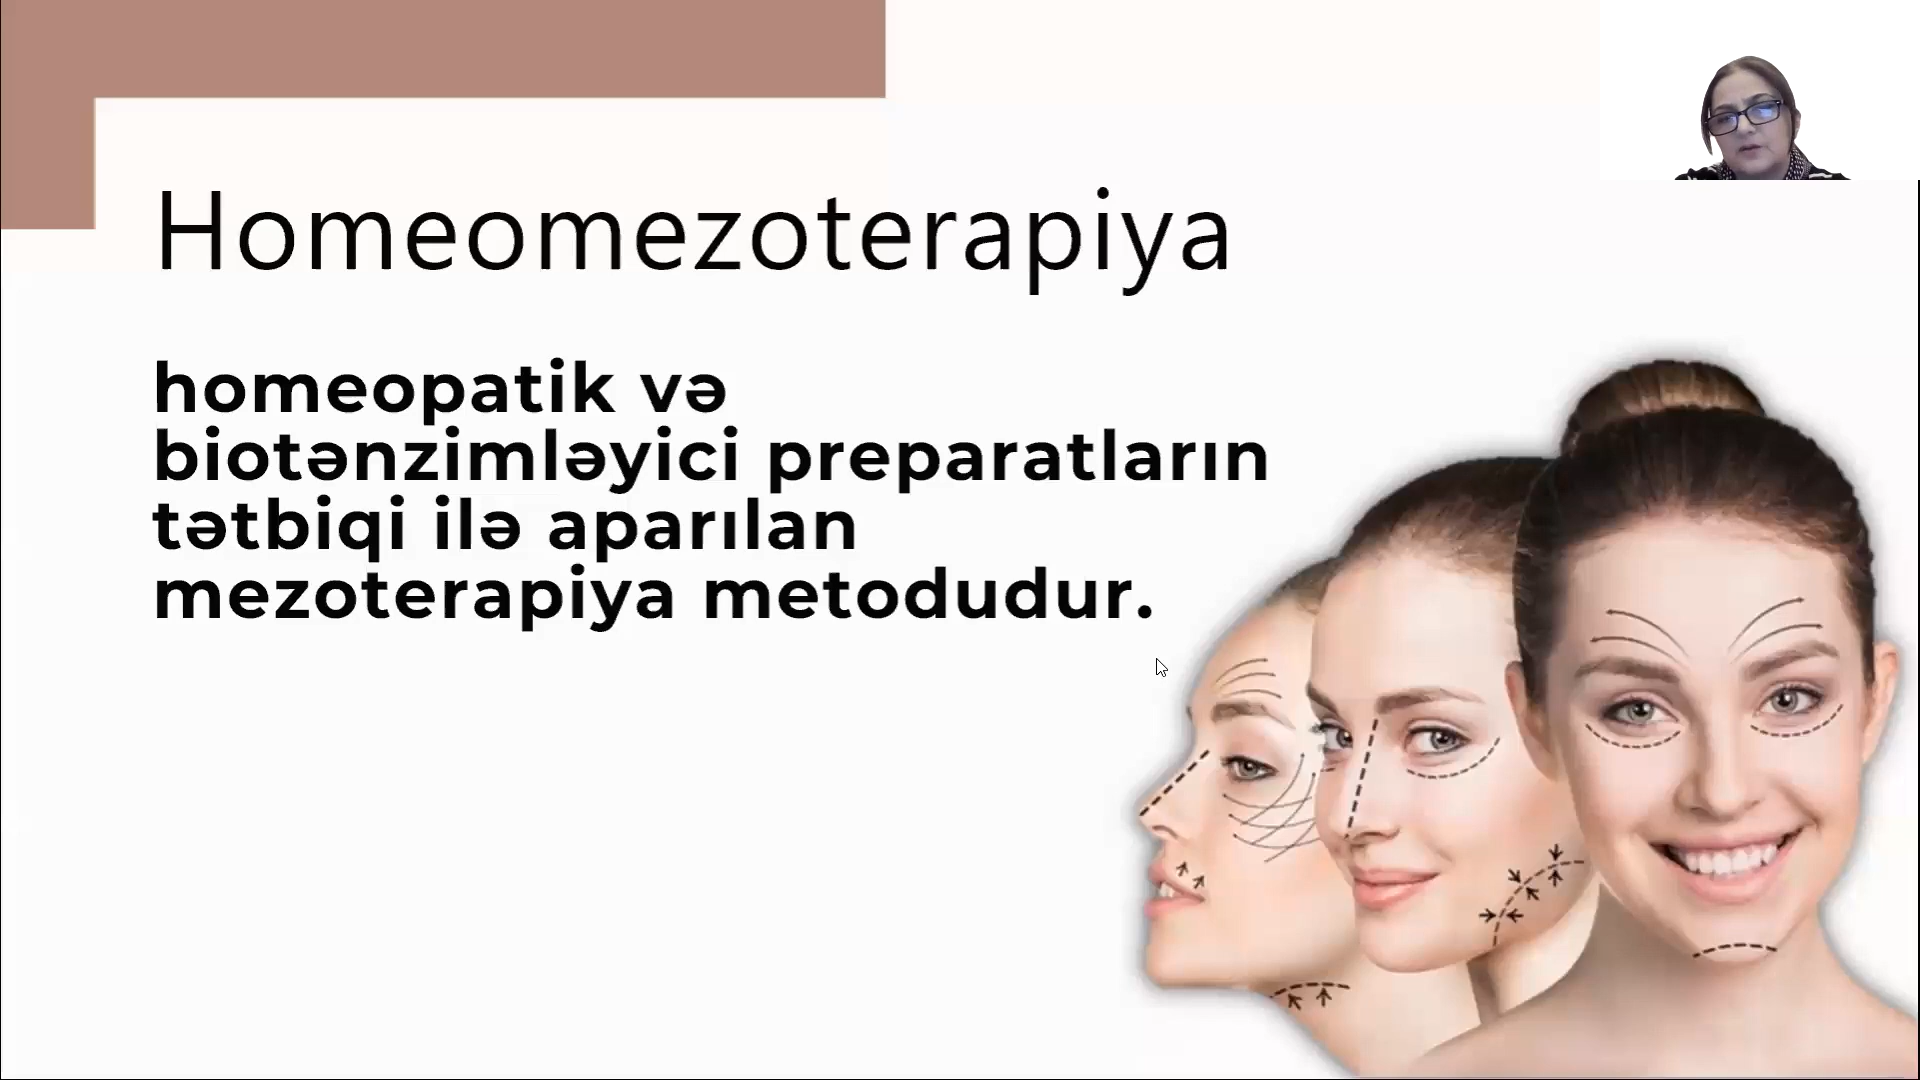 Homeomezoterapiya
homeopatik və
biotənzimləyici preparatların
tətbiqi ilə aparılan
mezoterapiya metodudur.